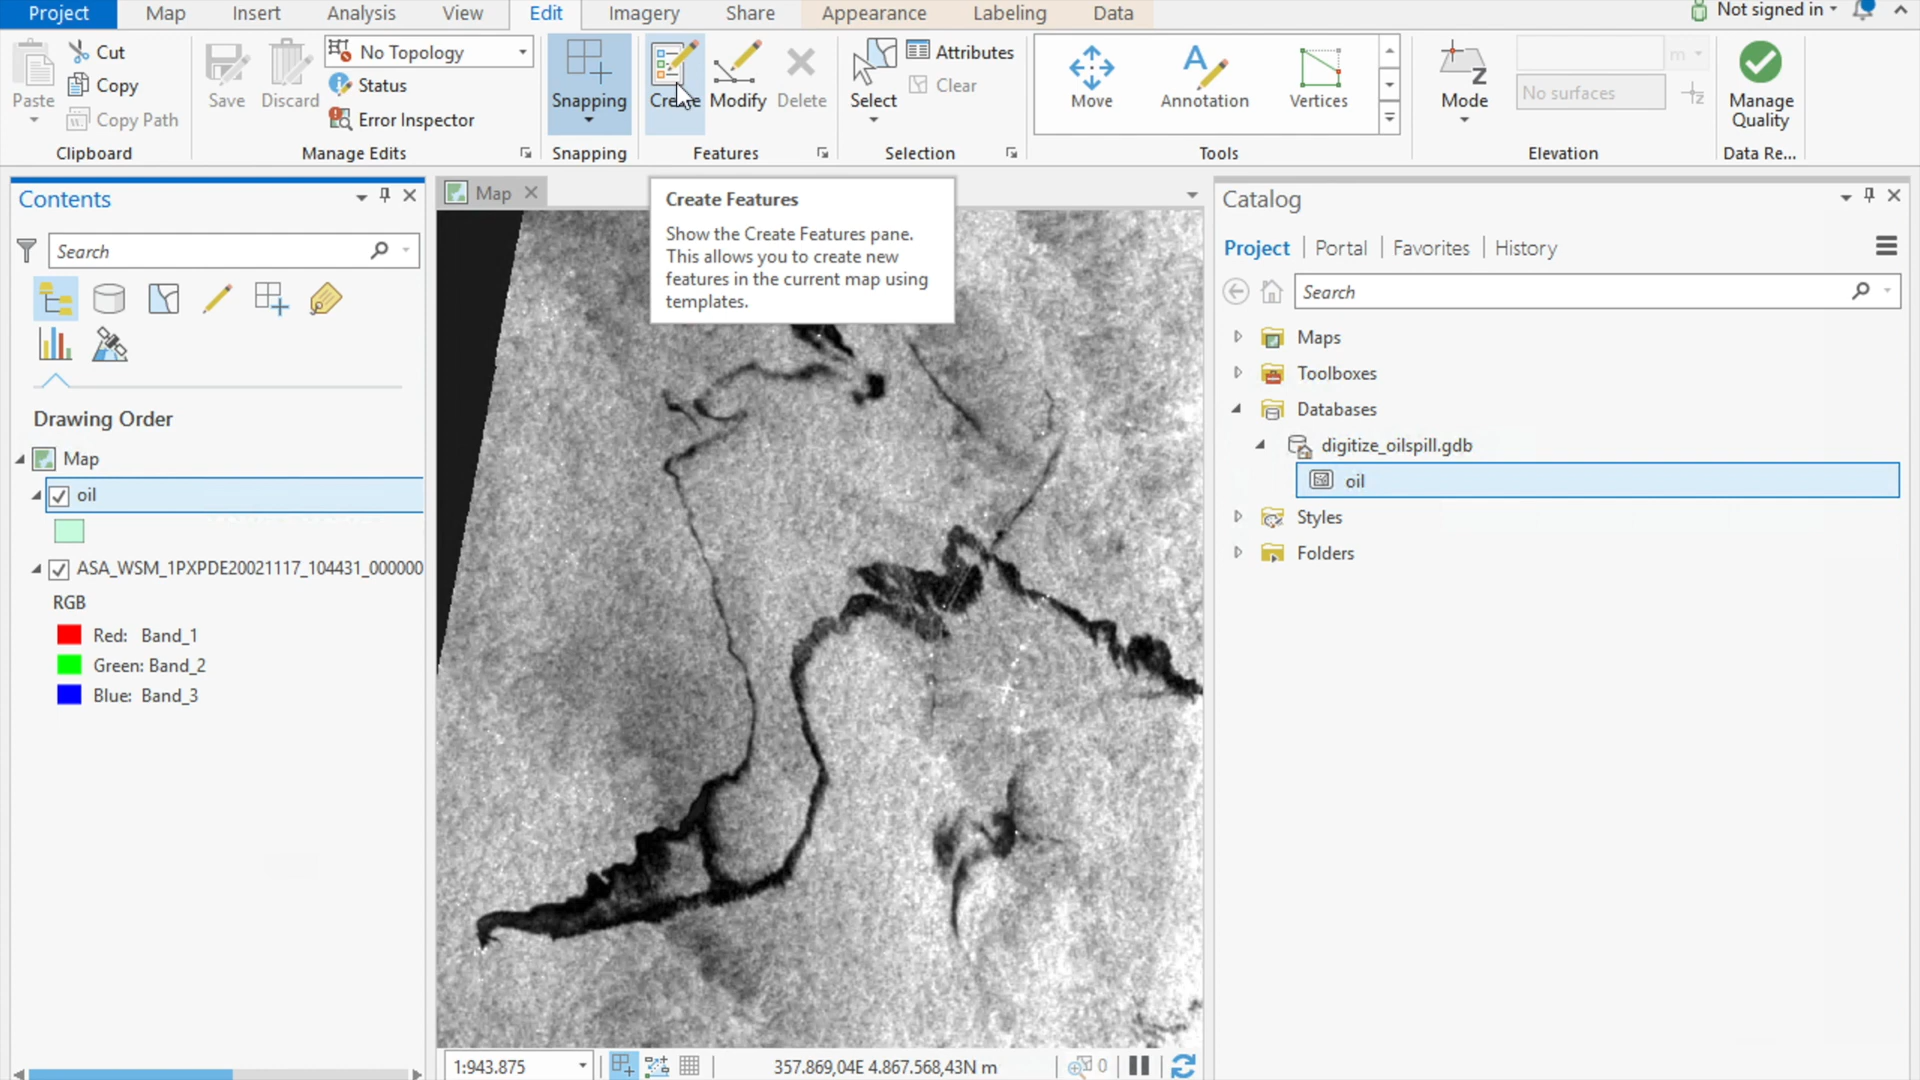 Project Map Insert Analysis View Edit Imagery Share Appearance Labeling Data Not signed in
Paste
Cut
Copy
Copy Path
Clipboard
Save
Discard
No Topology
Status
Error Inspector
Manage Edits
Snapping
Snapping
Create
Modify
Delete
Features
Select
Attributes
Clear
Selection
Move
Annotation
Vertices
Tools
Mode
m
No surfaces
Elevation
Manage
Quality
Data Re...
Contents
Search
Drawing Order
Map
oil
ASA_WSM_1PXPDE20021117_104431_000000
RGB
Red: Band_1
Green: Band_2
Blue: Band_3
Map
Create Features
Show the Create Features pane.
This allows you to create new
features in the current map using
templates.
1:943.875
357.869,04E 4.867.568,43N m
0
Catalog
Project Portal Favorites History
Search
Maps
Toolboxes
Databases
digitize_oilspill.gdb
oil
Styles
Folders